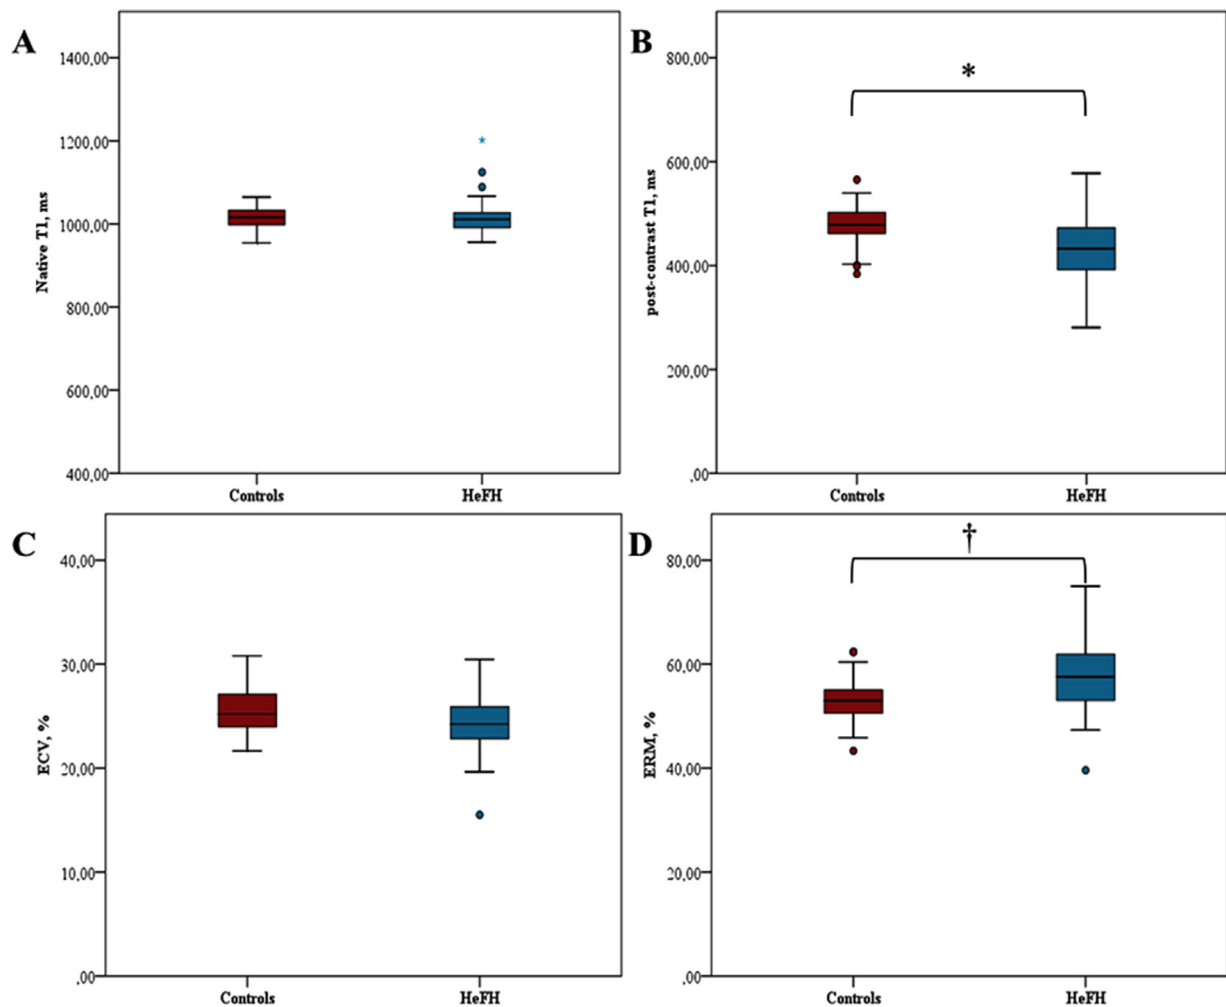 A
1400,00
1200,00
1000,00
800,00
600,00
400,00
Native T1, ms
Controls
HeFH
B
*
800,00
600,00
400,00
200,00
,00
post-contrast T1, ms
Controls
HeFH
C
40,00
30,00
20,00
10,00
,00
ECV, %
Controls
HeFH
D
†
80,00
60,00
40,00
20,00
,00
ERM, %
Controls
HeFH